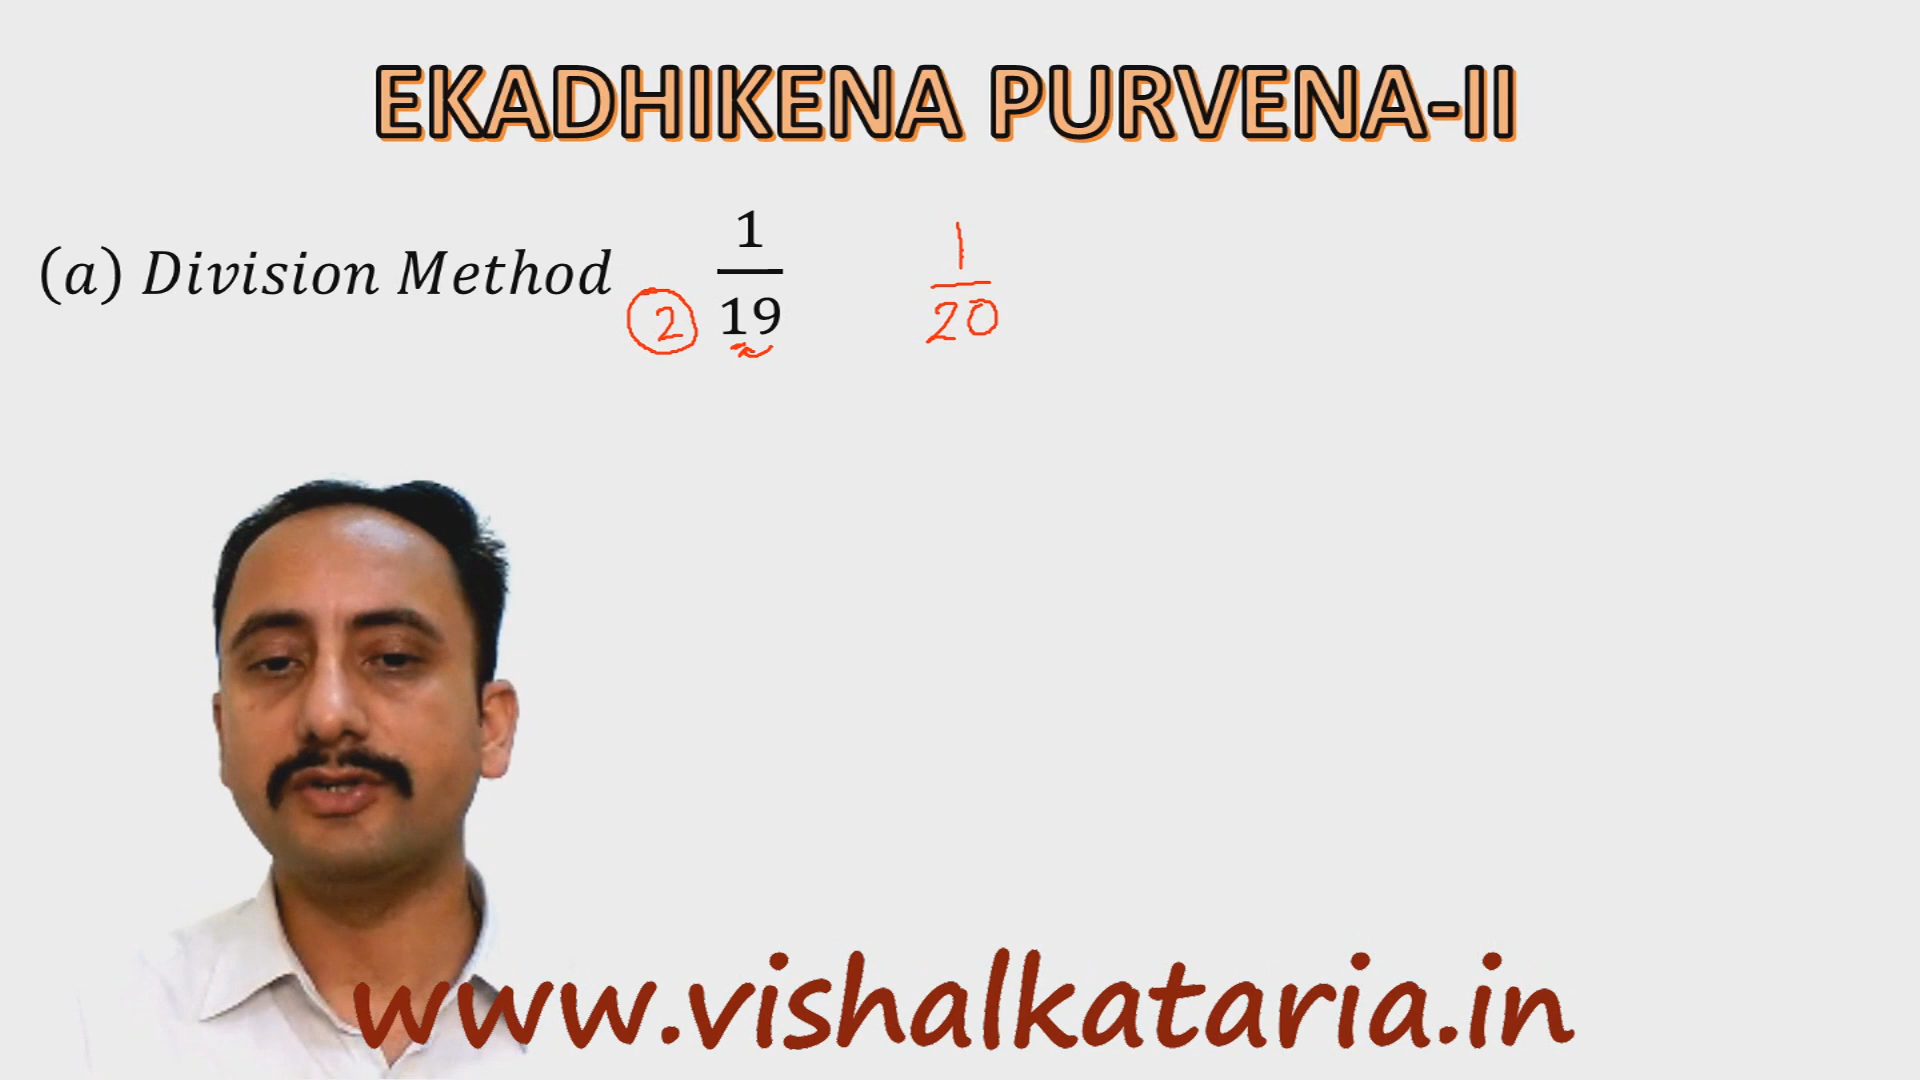 EKADHIKENA PURVENA-II
(a) Division Method 1/19 1/20
2
www.vishalkataria.in